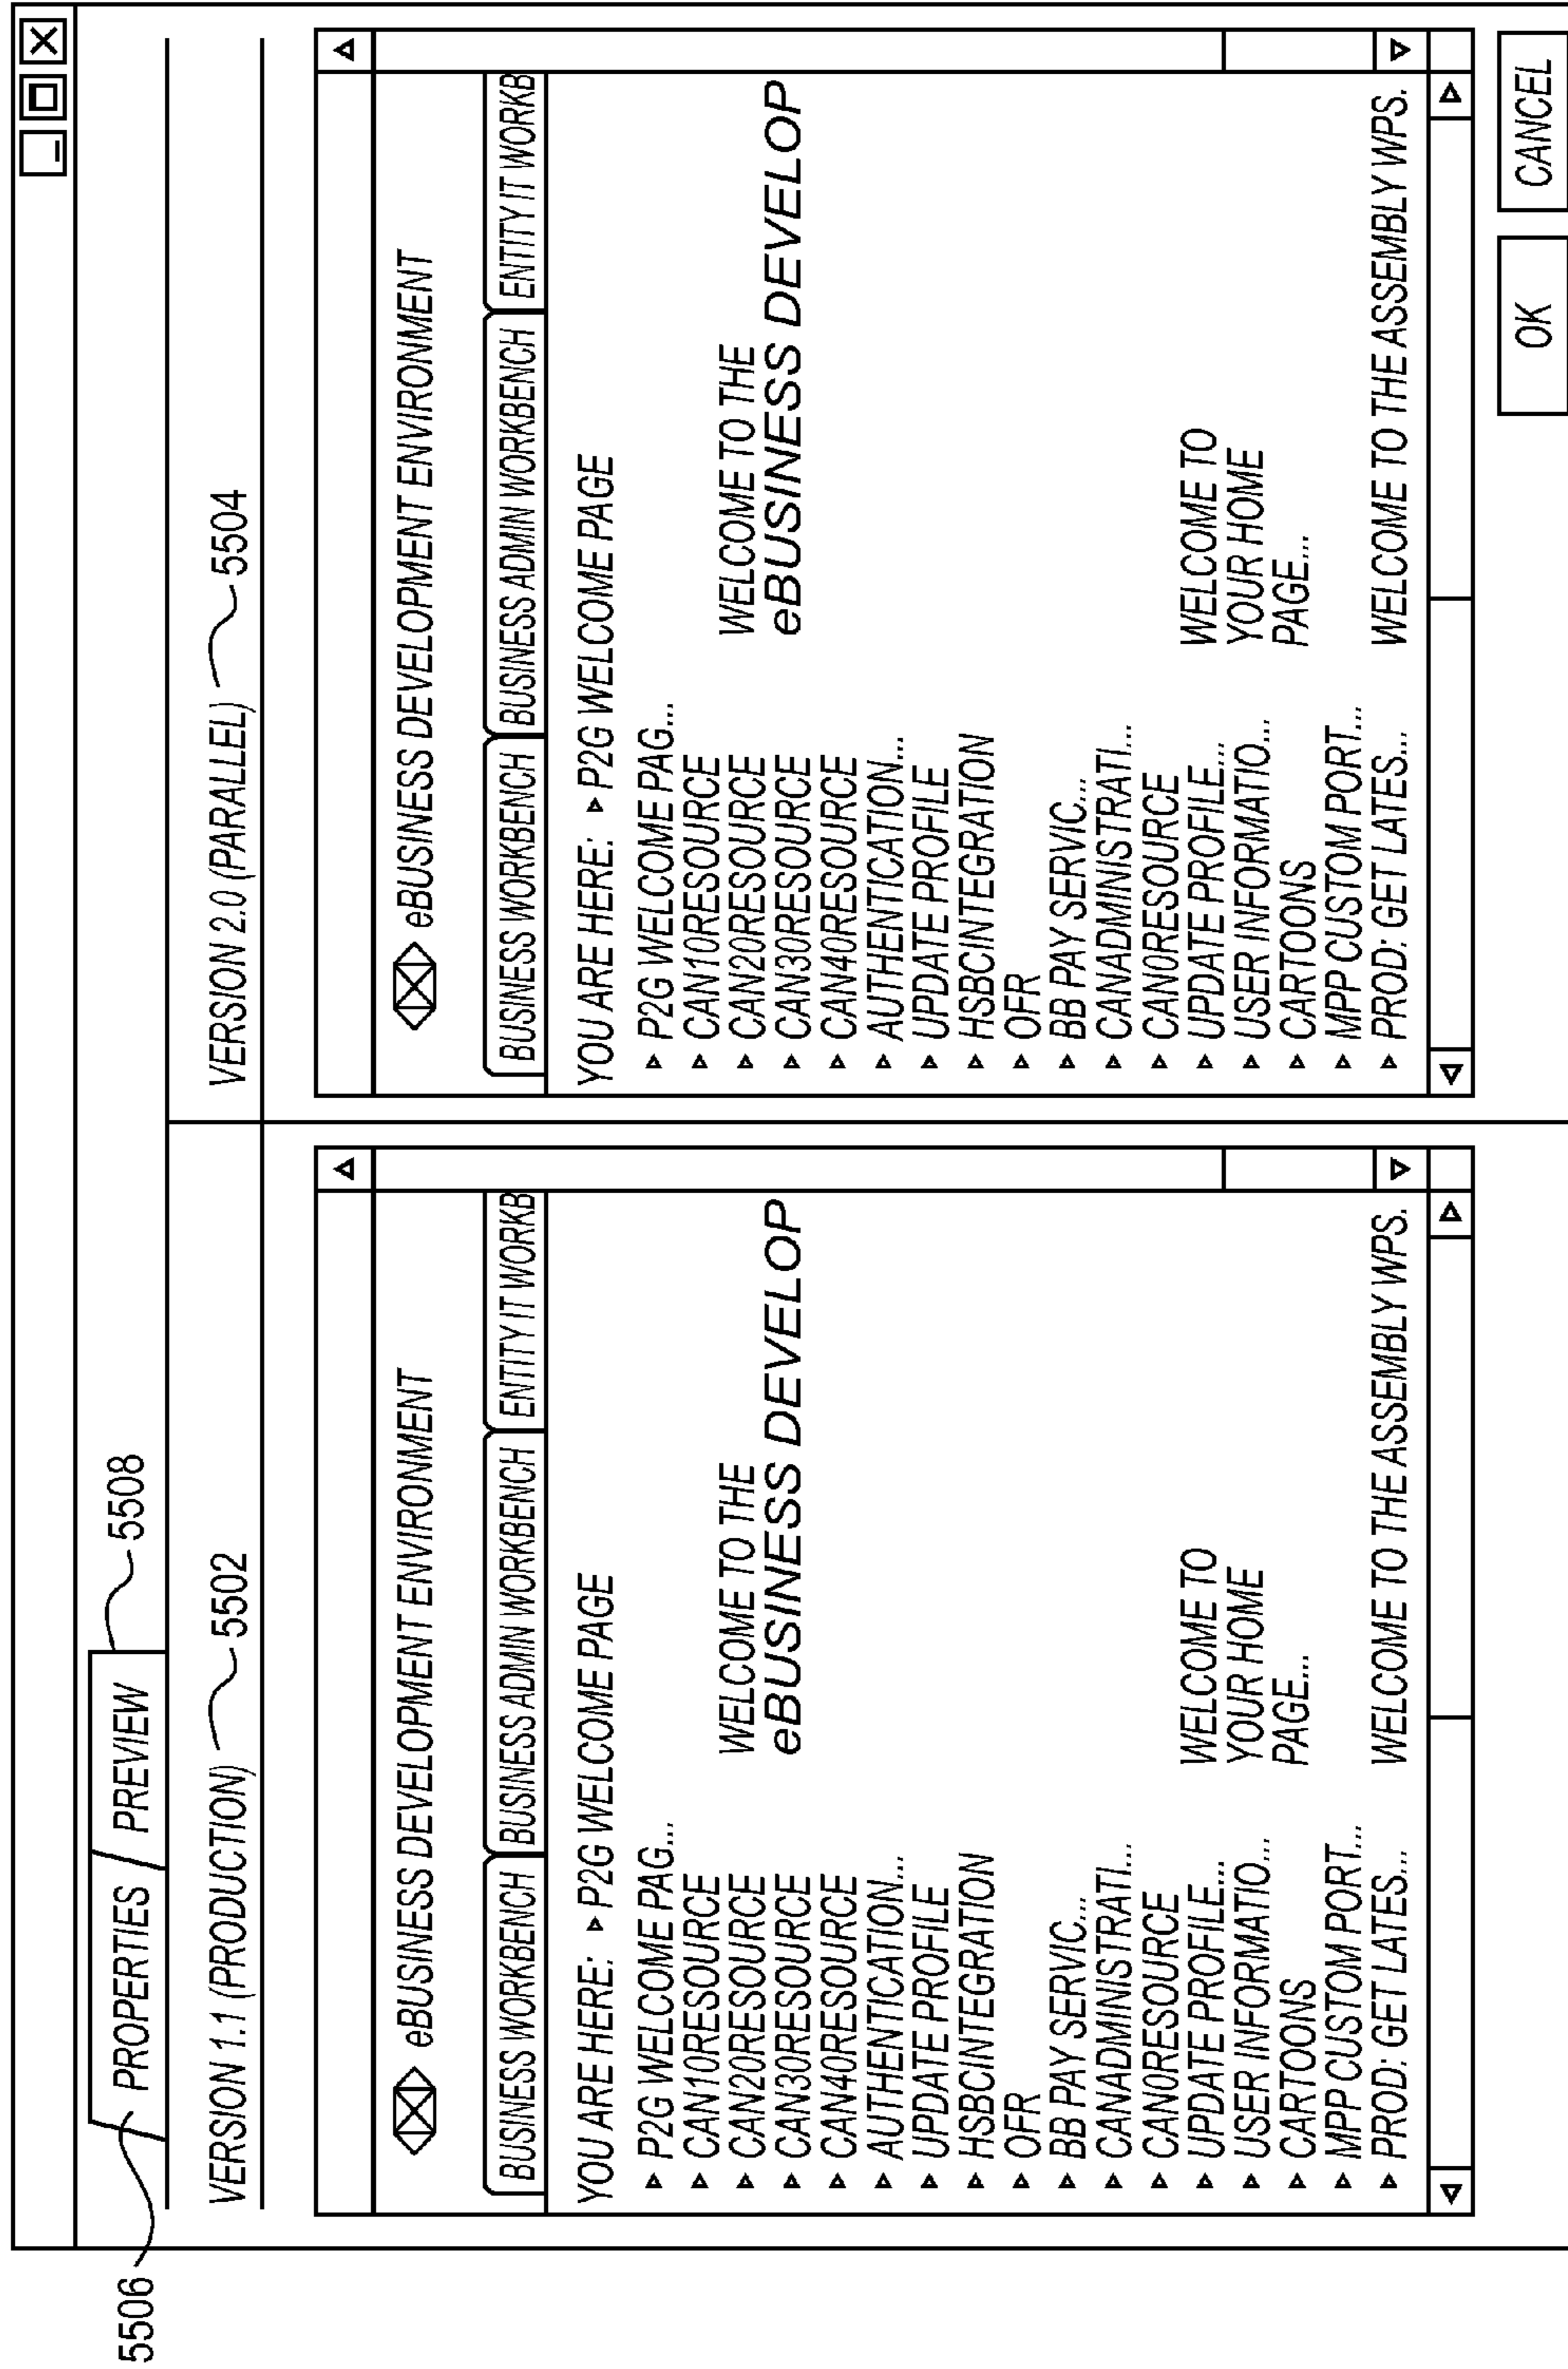 5506
PROPERTIES
PREVIEW
5508
VERSION 1.1 (PRODUCTION)
5502
eBUSINESS DEVELOPMENT ENVIRONMENT
BUSINESS WORKBENCH
BUSINESS ADMIN WORKBENCH
ENTITY IT WORKB
YOU ARE HERE: ▸ P2G WELCOME PAGE
▸ P2G WELCOME PAG...
▸ CAN10RESOURCE
▸ CAN20RESOURCE
▸ CAN30RESOURCE
▸ CAN40RESOURCE
▸ AUTHENTICATION...
▸ UPDATE PROFILE
▸ HSBCINTEGRATION
▸ OFR
▸ BB PAY SERVIC...
▸ CANADMINISTRATI...
▸ CAN0RESOURCE
▸ UPDATE PROFILE...
▸ USER INFORMATIO...
▸ CARTOONS
▸ MPP CUSTOM PORT...
▸ PROD: GET LATES...
WELCOME TO THE
eBUSINESS DEVELOP
WELCOME TO
YOUR HOME
PAGE...
WELCOME TO THE ASSEMBLY WPS.
VERSION 2.0 (PARALLEL)
5504
eBUSINESS DEVELOPMENT ENVIRONMENT
BUSINESS WORKBENCH
BUSINESS ADMIN WORKBENCH
ENTITY IT WORKB
YOU ARE HERE: ▸ P2G WELCOME PAGE
▸ P2G WELCOME PAG...
▸ CAN10RESOURCE
▸ CAN20RESOURCE
▸ CAN30RESOURCE
▸ CAN40RESOURCE
▸ AUTHENTICATION...
▸ UPDATE PROFILE
▸ HSBCINTEGRATION
▸ OFR
▸ BB PAY SERVIC...
▸ CANADMINISTRATI...
▸ CAN0RESOURCE
▸ UPDATE PROFILE...
▸ USER INFORMATIO...
▸ CARTOONS
▸ MPP CUSTOM PORT...
▸ PROD: GET LATES...
WELCOME TO THE
eBUSINESS DEVELOP
WELCOME TO
YOUR HOME
PAGE...
WELCOME TO THE ASSEMBLY WPS.
OK
CANCEL